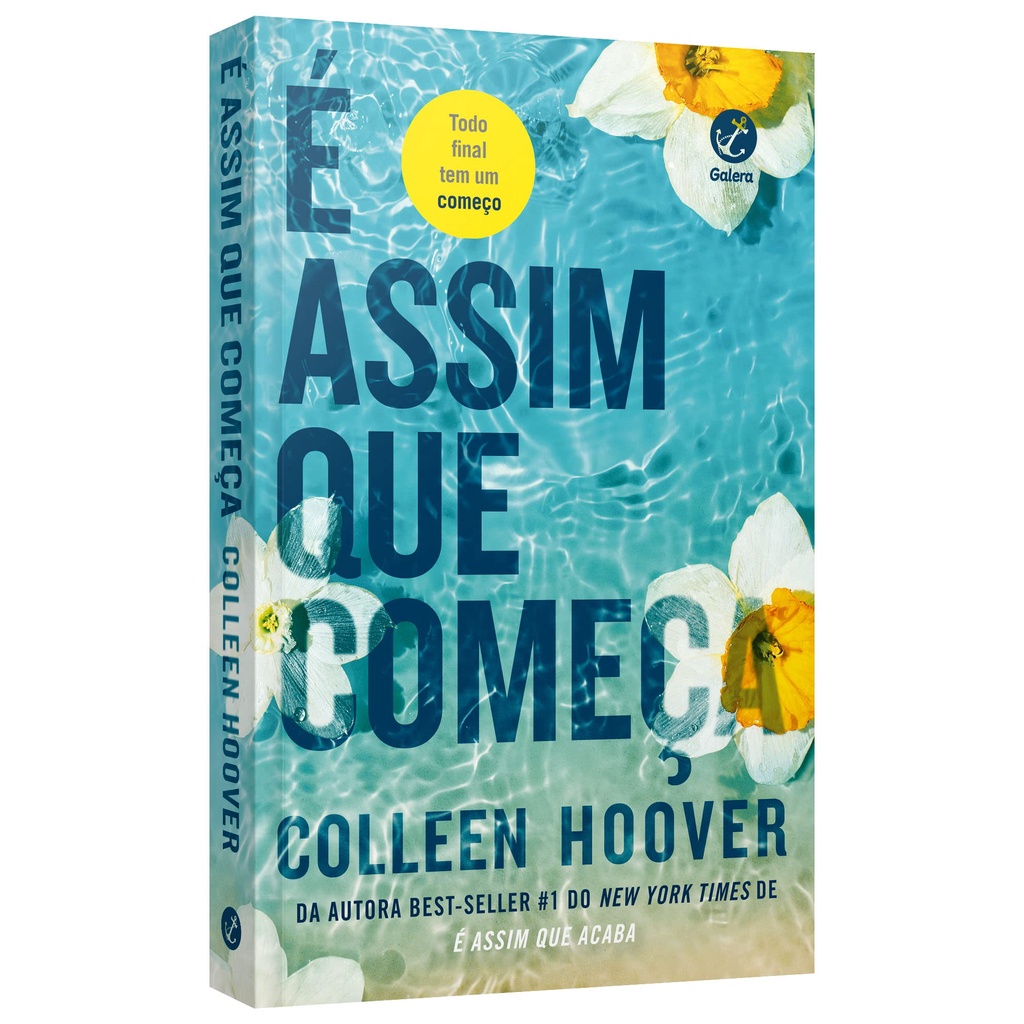 É ASSIM QUE COMEÇA COLLEEN HOOVER
Todo
final
tem um
começo
Galera
É
ASSIM
QUE
COMEÇA
COLLEEN HOOVER
DA AUTORA BEST-SELLER #1 DO NEW YORK TIMES DE
É ASSIM QUE ACABA